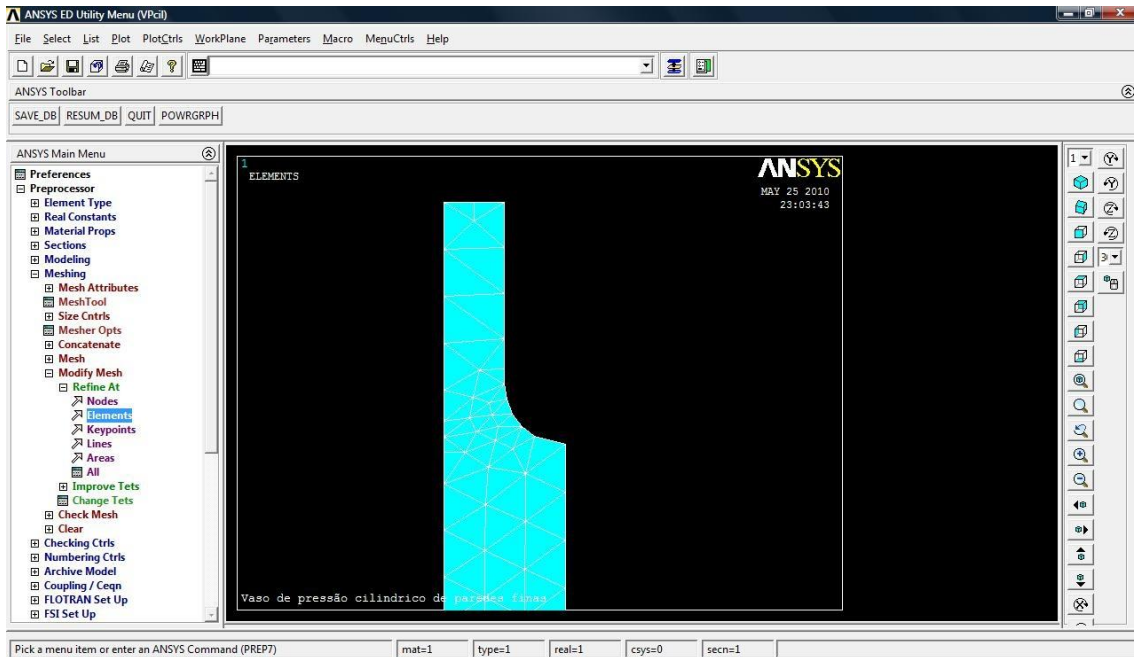 ANSYS ED Utility Menu (VPcil)
File Select List Plot PlotCtrls WorkPlane Parameters Macro MenuCtrls Help
ANSYS Toolbar
SAVE_DB RESUM_DB QUIT POWRGRPH
ANSYS Main Menu
Preferences
Preprocessor
Element Type
Real Constants
Material Props
Sections
Modeling
Meshing
Mesh Attributes
MeshTool
Size Cntrls
Mesher Opts
Concatenate
Mesh
Modify Mesh
Refine At
Nodes
Elements
Keypoints
Lines
Areas
All
Improve Tets
Change Tets
Check Mesh
Clear
Checking Ctrls
Numbering Ctrls
Archive Model
Coupling / Ceqn
FLOTRAN Set Up
FSI Set Up
1
ELEMENTS
ANSYS
MAY 25 2010
23:03:43
Vaso de pressão cilindrico de paredes finas
1
Pick a menu item or enter an ANSYS Command (PREP7) mat=1 type=1 real=1 csys=0 secn=1